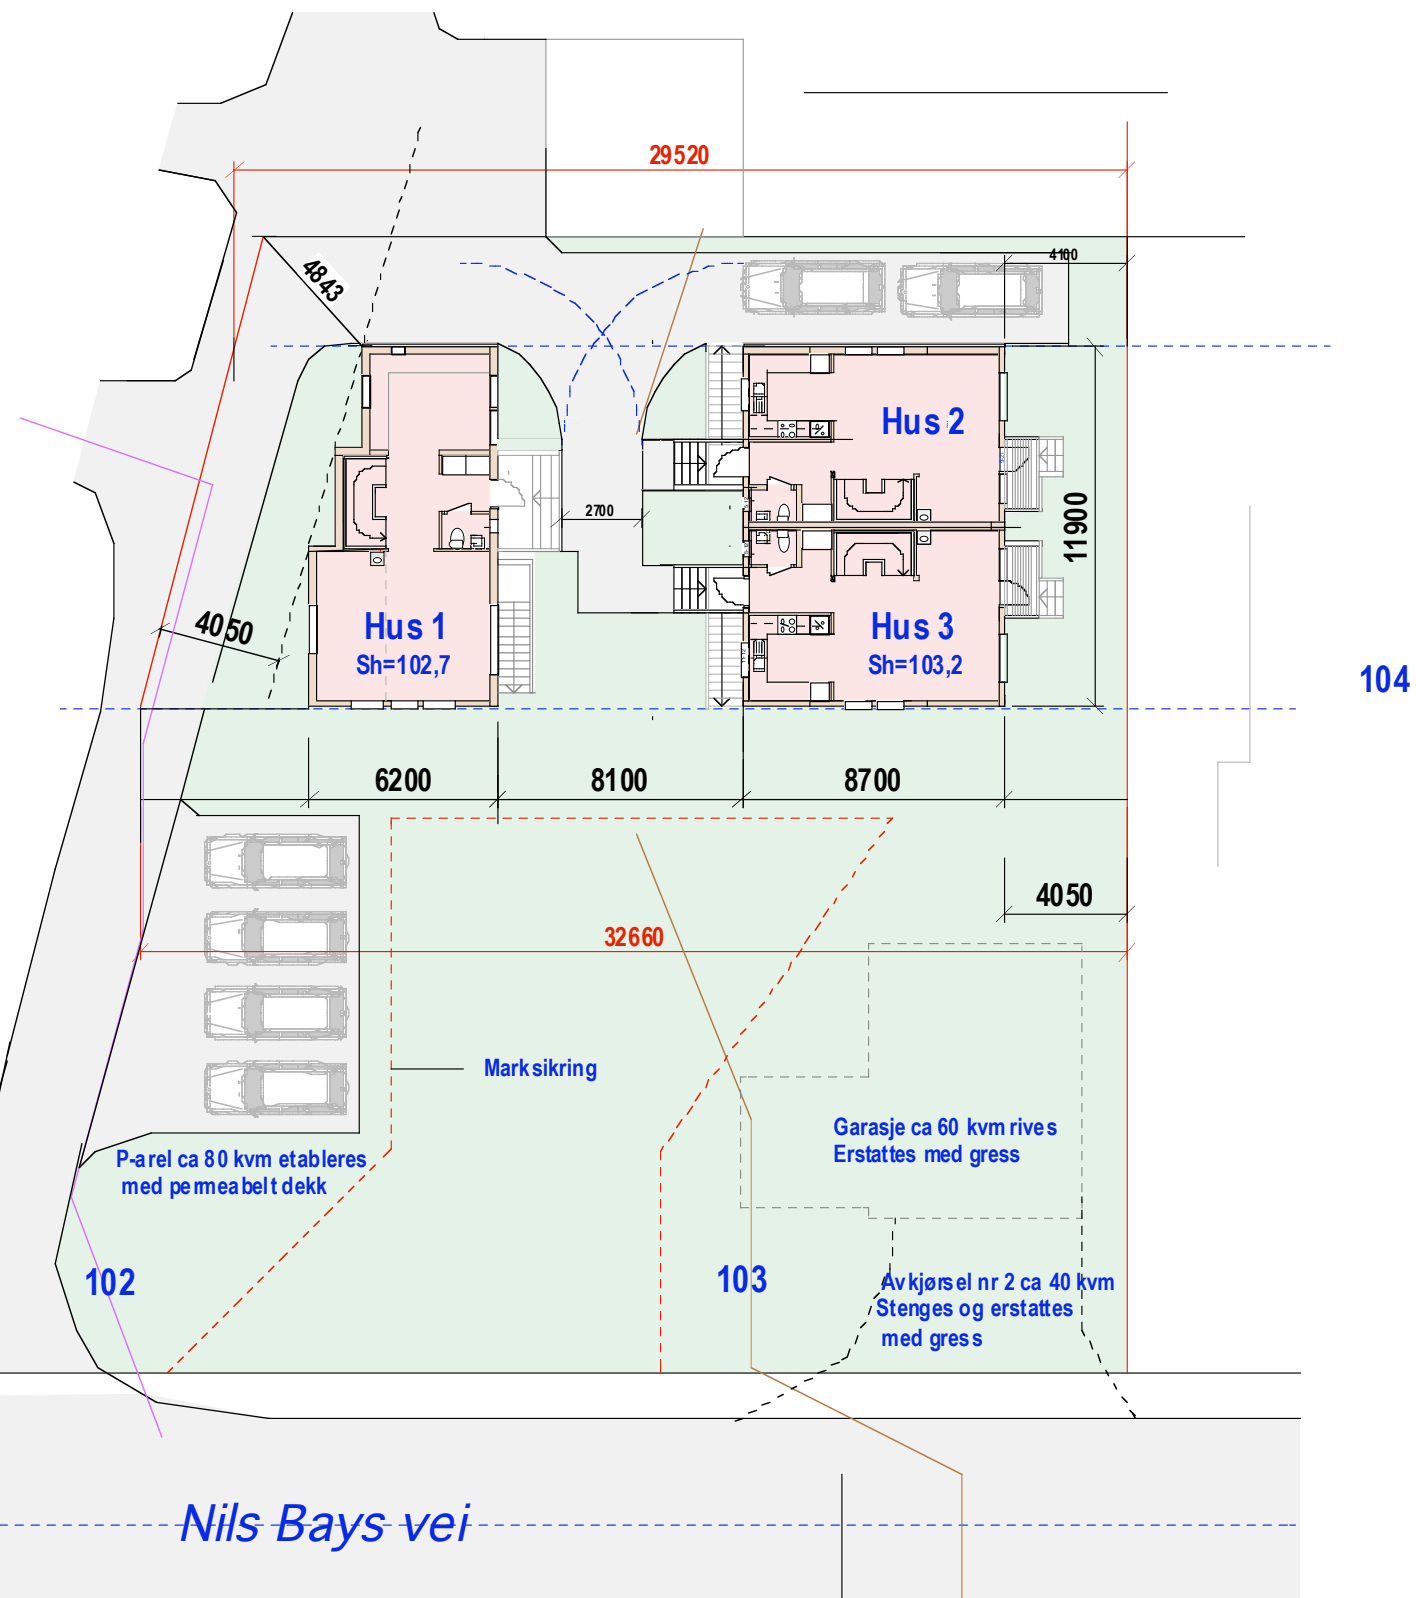 29520
4100
4843
Hus 2
2700
11900
4050
Hus 1
Sh=102,7
Hus 3
Sh=103,2
104
6200
8100
8700
4050
32660
Marksikring
Garasje ca 60 kvm rives
Erstattes med gress
P-arel ca 80 kvm etableres
med permeabelt dekk
102
103
Avkjørsel nr 2 ca 40 kvm
Stenges og erstattes
med gress
Nils Bays vei